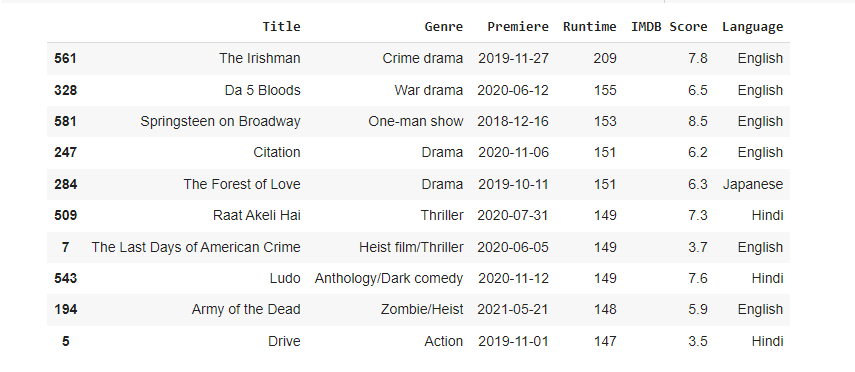 Title Genre Premiere Runtime IMDB Score Language
561 The Irishman Crime drama 2019-11-27 209 7.8 English
328 Da 5 Bloods War drama 2020-06-12 155 6.5 English
581 Springsteen on Broadway One-man show 2018-12-16 153 8.5 English
247 Citation Drama 2020-11-06 151 6.2 English
284 The Forest of Love Drama 2019-10-11 151 6.3 Japanese
509 Raat Akeli Hai Thriller 2020-07-31 149 7.3 Hindi
7 The Last Days of American Crime Heist film/Thriller 2020-06-05 149 3.7 English
543 Ludo Anthology/Dark comedy 2020-11-12 149 7.6 Hindi
194 Army of the Dead Zombie/Heist 2021-05-21 148 5.9 English
5 Drive Action 2019-11-01 147 3.5 Hindi